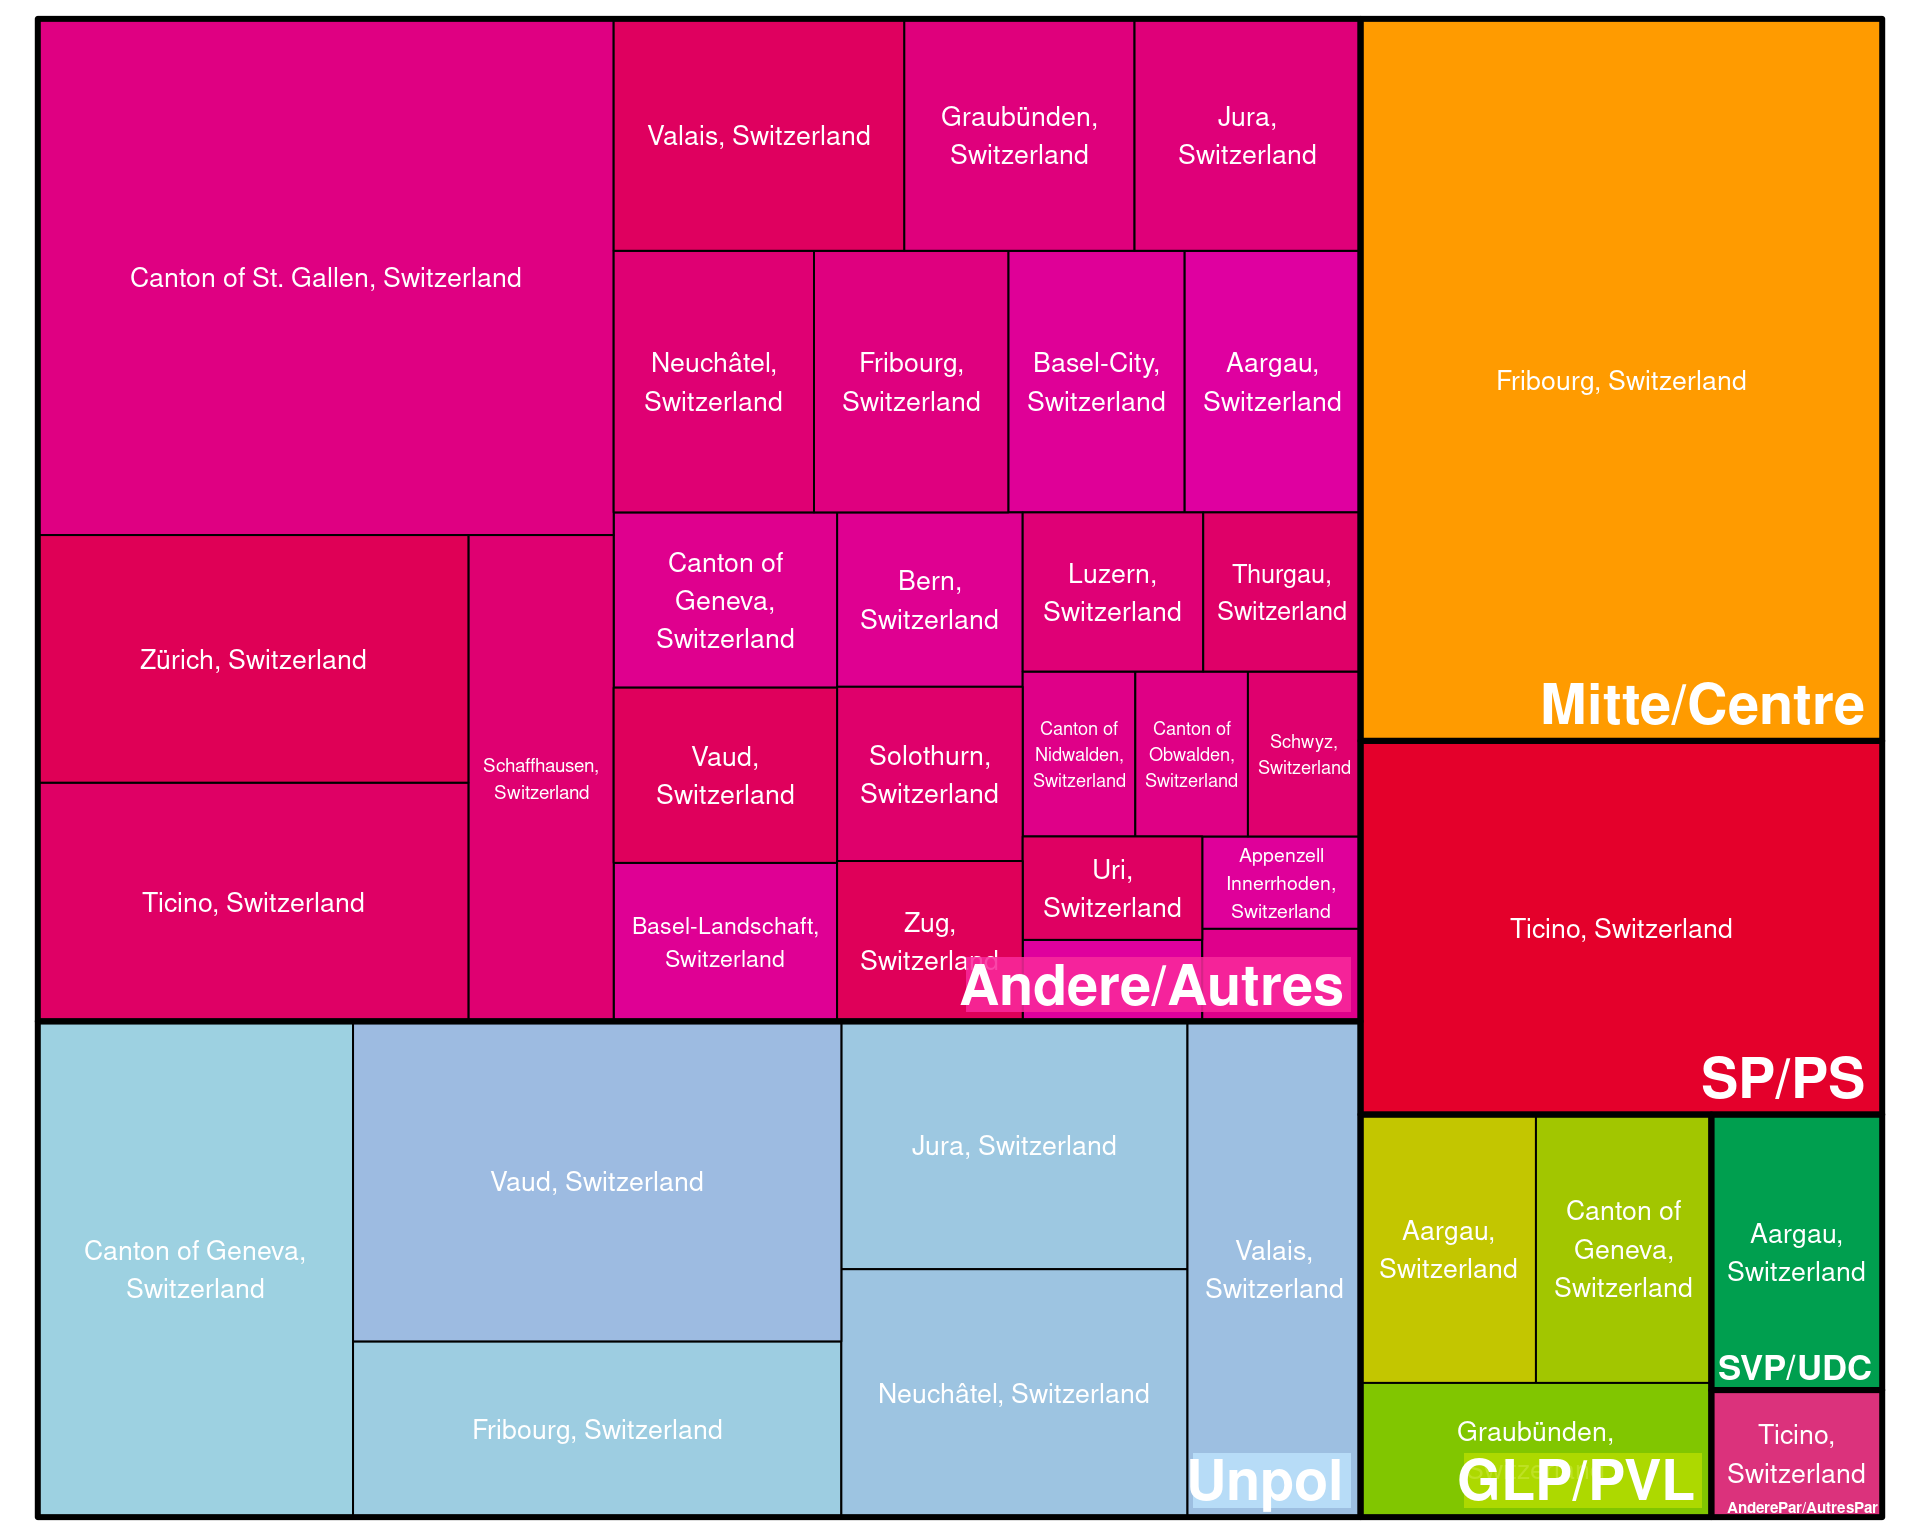 Canton of St. Gallen, Switzerland
Valais, Switzerland
Graubünden,
Switzerland
Jura,
Switzerland
Neuchâtel,
Switzerland
Fribourg,
Switzerland
Basel-City,
Switzerland
Aargau,
Switzerland
Zürich, Switzerland
Ticino, Switzerland
Schaffhausen,
Switzerland
Canton of
Geneva,
Switzerland
Bern,
Switzerland
Luzern,
Switzerland
Thurgau,
Switzerland
Vaud,
Switzerland
Solothurn,
Switzerland
Canton of
Nidwalden,
Switzerland
Canton of
Obwalden,
Switzerland
Schwyz,
Switzerland
Basel-Landschaft,
Switzerland
Zug,
Switzerland
Uri,
Switzerland
Appenzell
Innerrhoden,
Switzerland
Andere/Autres
Fribourg, Switzerland
Mitte/Centre
Ticino, Switzerland
SP/PS
Canton of Geneva,
Switzerland
Vaud, Switzerland
Fribourg, Switzerland
Jura, Switzerland
Neuchâtel, Switzerland
Valais,
Switzerland
Unpol
Aargau,
Switzerland
Canton of
Geneva,
Switzerland
Graubünden,
GLP/PVL
Aargau,
Switzerland
SVP/UDC
Ticino,
Switzerland
AnderePar/AutresPar